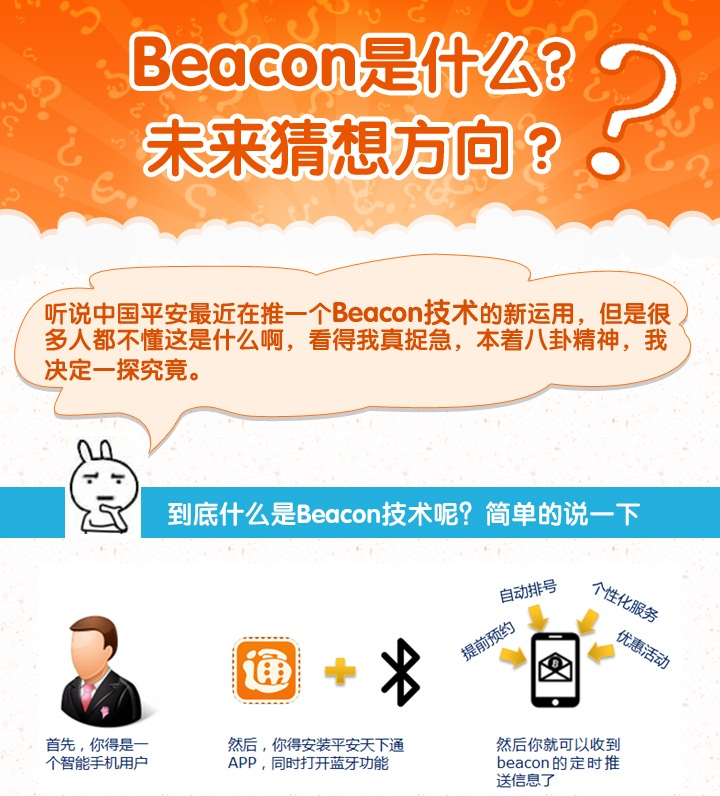 Beacon是什么?
未来猜想方向？
?
听说中国平安最近在推一个Beacon技术的新运用，但是很
多人都不懂这是什么啊，看得我真捉急，本着八卦精神，我
决定一探究竟。
到底什么是Beacon技术呢？简单的说一下
自动排号
个性化服务
提前预约
优惠活动
通
B
首先，你得是一
个智能手机用户
然后，你得安装平安天下通
APP，同时打开蓝牙功能
然后你就可以收到
beacon的定时推
送信息了